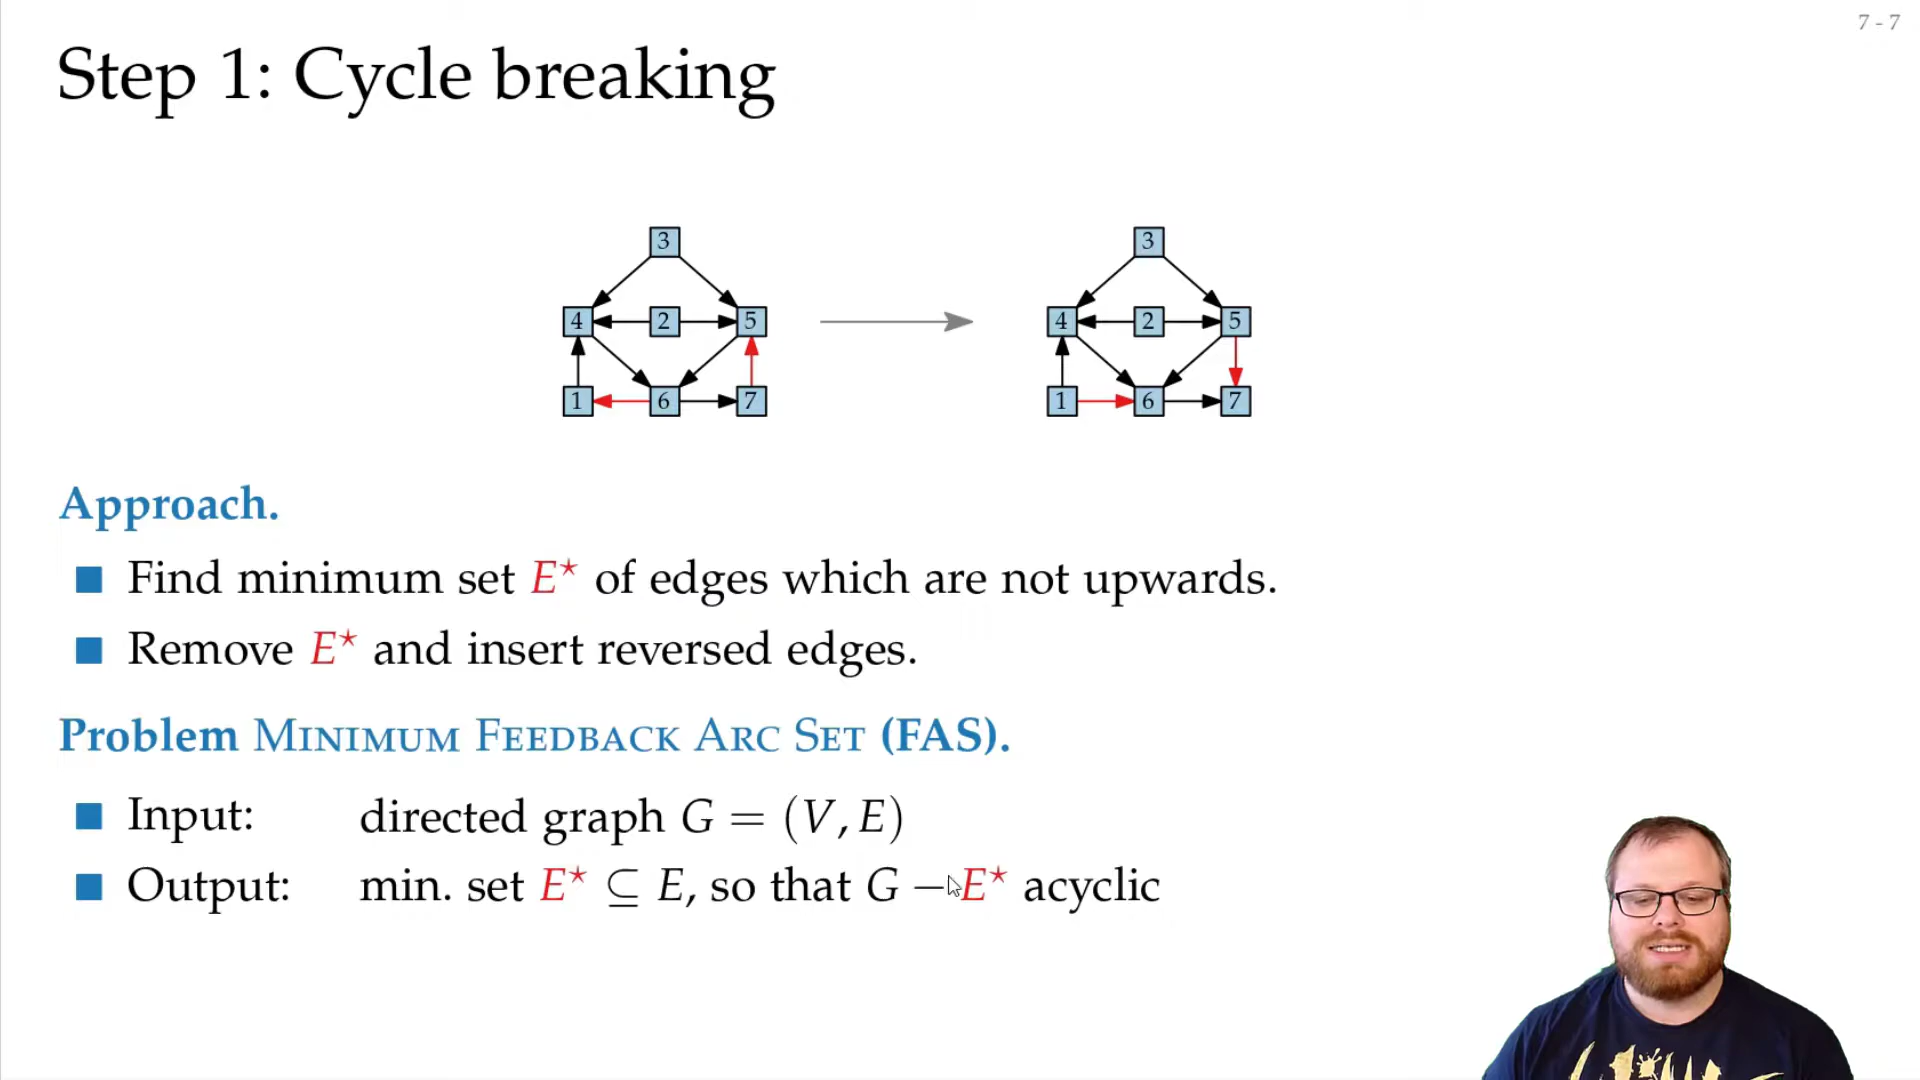 7 - 7
Step 1: Cycle breaking
3 3
4 2 5 4 2 5
1 6 7 1 6 7
Approach.
Find minimum set E⋆ of edges which are not upwards.
Remove E⋆ and insert reversed edges.
Problem Minimum Feedback Arc Set (FAS).
Input: directed graph G = (V, E)
Output: min. set E⋆ ⊆ E, so that G − E⋆ acyclic